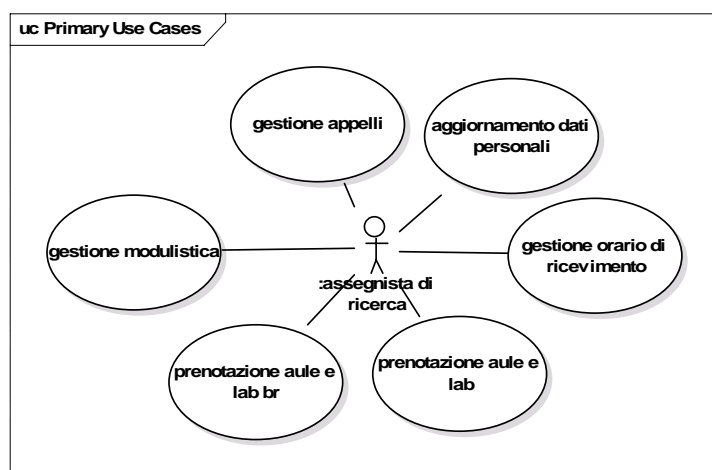 uc Primary Use Cases
gestione appelli
aggiornamento dati
personali
gestione modulistica
gestione orario di
ricevimento
:assegnista di
ricerca
prenotazione aule e
lab br
prenotazione aule e
lab